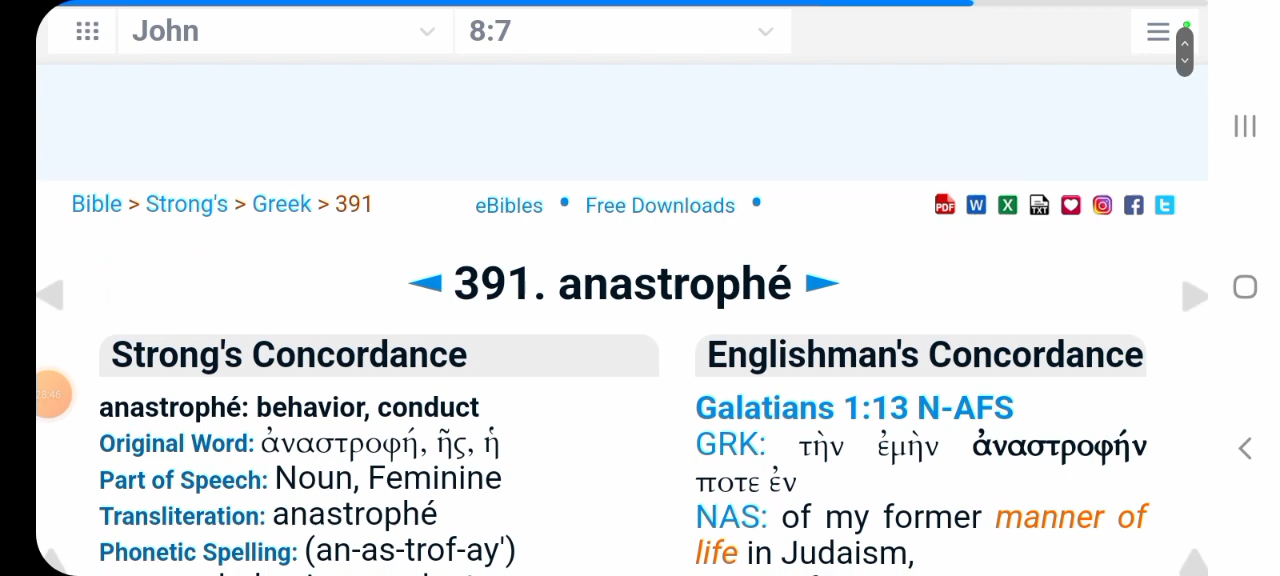 John 8:7
Bible > Strong's > Greek > 391 eBibles • Free Downloads •
◄ 391. anastrophé ►
Strong's Concordance
anastrophé: behavior, conduct
Original Word: ἀναστροφή, ῆς, ἡ
Part of Speech: Noun, Feminine
Transliteration: anastrophé
Phonetic Spelling: (an-as-trof-ay')
Englishman's Concordance
Galatians 1:13 N-AFS
GRK: τὴν ἐμὴν ἀναστροφήν
ποτε ἐν
NAS: of my former manner of
life in Judaism,
28:46